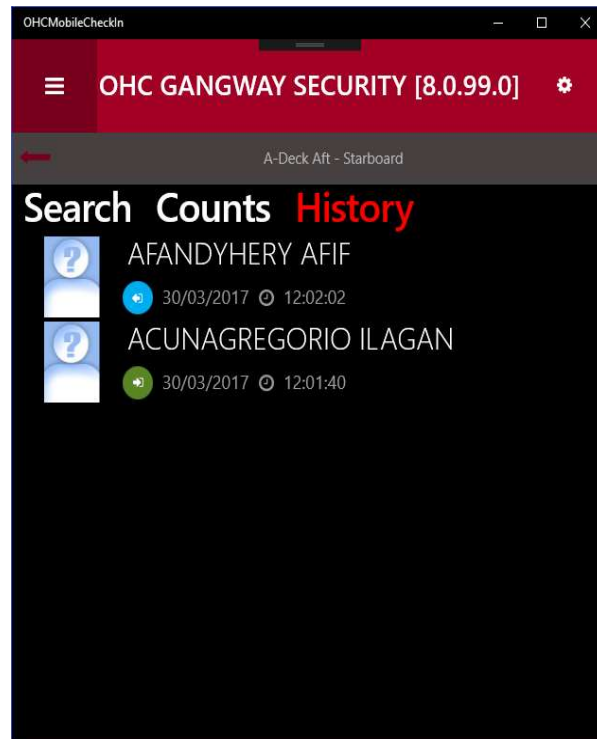 OHCMobileCheckIn
OHC GANGWAY SECURITY [8.0.99.0]
A-Deck Aft - Starboard
Search Counts History
AFANDYHERY AFIF
30/03/2017 12:02:02
ACUNAGREGORIO ILAGAN
30/03/2017 12:01:40